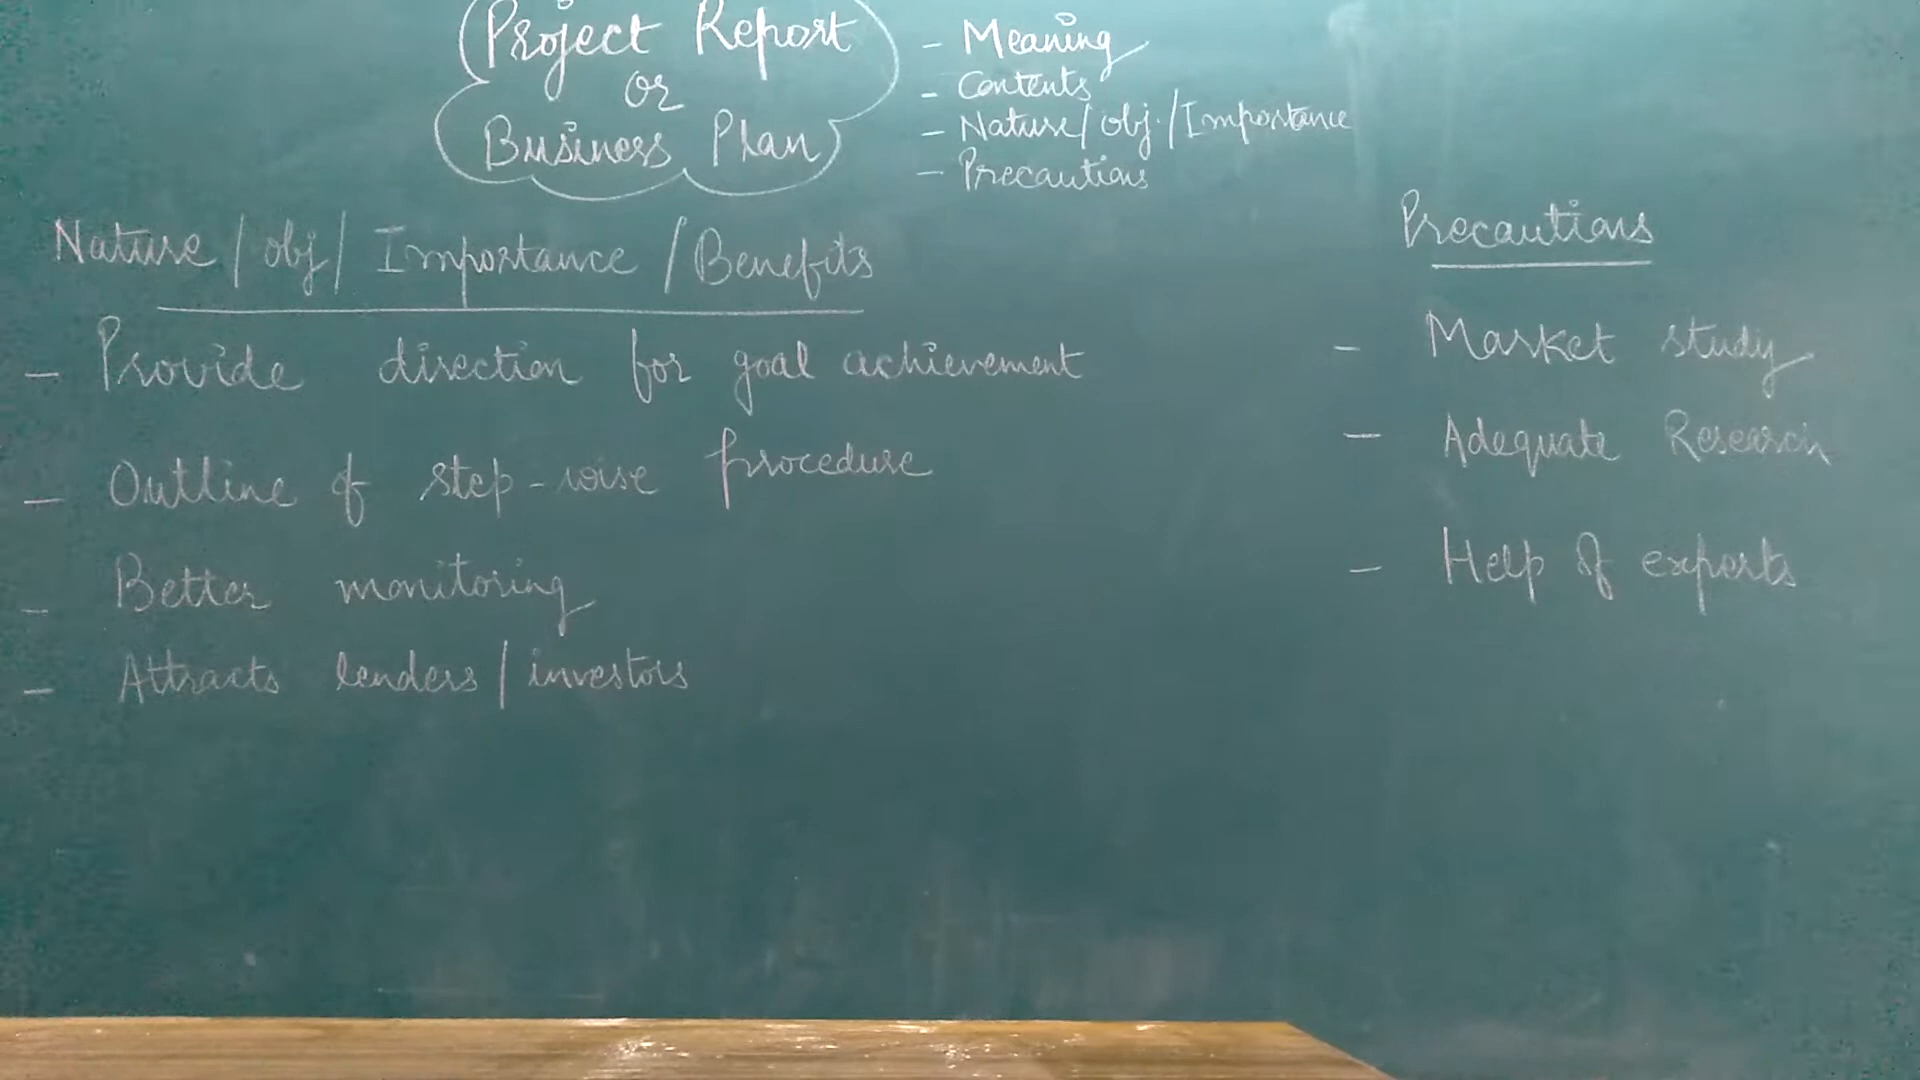 Project Report
or
Business Plan
- Meaning
- Contents
- Nature/obj./Importance
- Precautions
Nature/obj/Importance/Benefits
- Provide direction for goal achievement
- Outline of step-wise procedure
- Better monitoring
- Attracts lenders/investors
Precautions
- Market study
- Adequate Research
- Help of experts